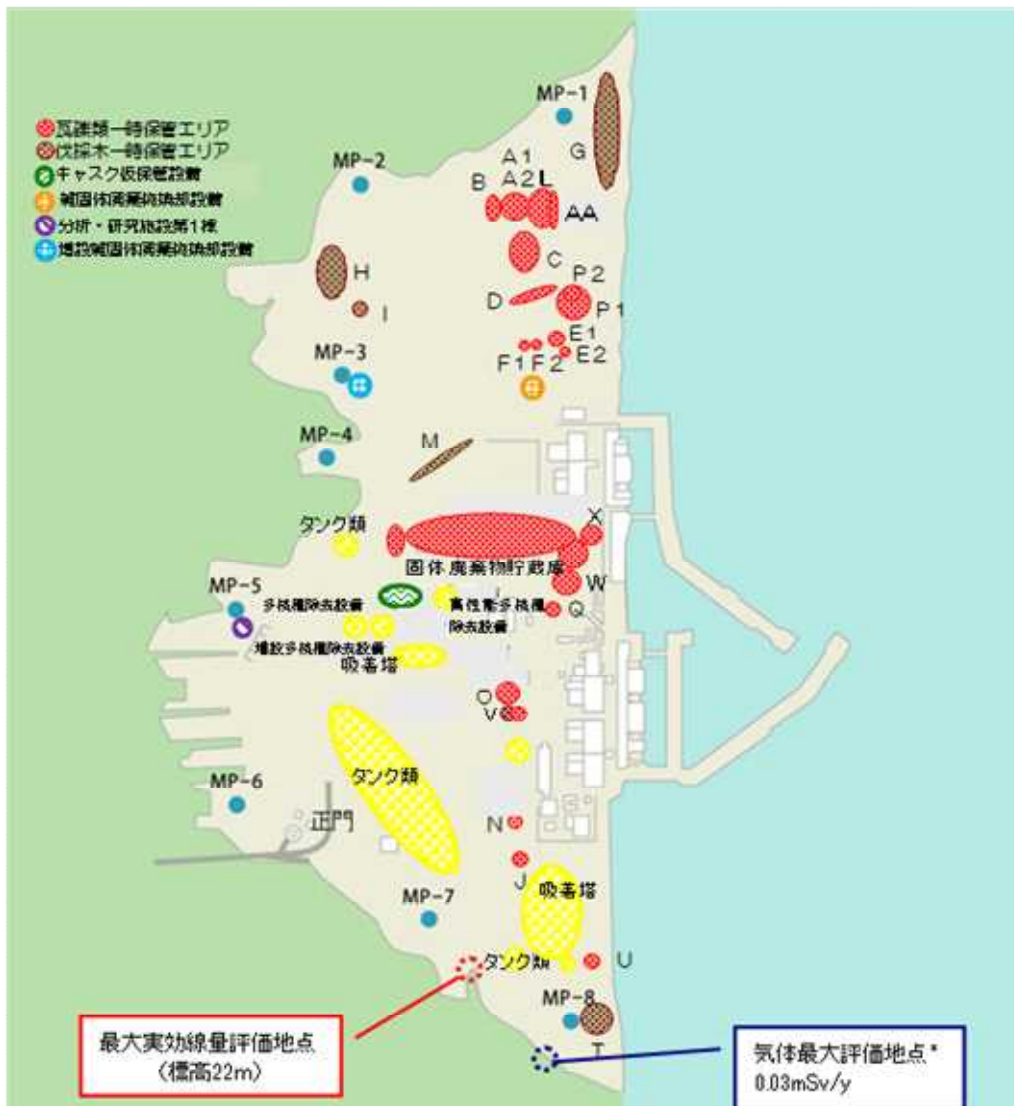 MP-1
瓦礫類一時保管エリア
伐採木一時保管エリア
キャスク仮保管設備
雑固体廃棄物焼却設備
分析・研究施設第1棟
増設雑固体廃棄物焼却設備
MP-2
G
A1
A2
L
B
AA
C
H
P2
D
P1
I
E1
E2
F1
F2
MP-3
MP-4
M
タンク類
X
固体廃棄物貯蔵庫
W
MP-5
多核種除去設備
高性能多核種
除去設備
Q
増設多核種除去設備
吸着塔
V
タンク類
MP-6
正門
N
J
吸着塔
MP-7
タンク類
U
MP-8
T
最大実効線量評価地点
(標高22m)
気体最大評価地点*
0.03mSv/y